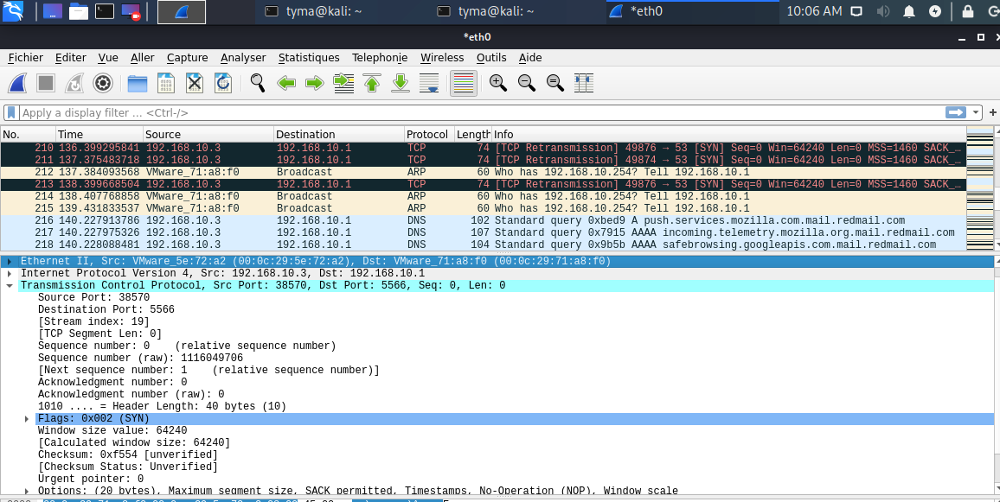 tyma@kali: ~ tyma@kali: ~ *eth0 10:06 AM
*eth0
Fichier Editer Vue Aller Capture Analyser Statistiques Telephonie Wireless Outils Aide
Apply a display filter ... <Ctrl-/>
No. Time Source Destination Protocol Length Info
210 136.399295841 192.168.10.3 192.168.10.1 TCP 74 [TCP Retransmission] 49876 → 53 [SYN] Seq=0 Win=64240 Len=0 MSS=1460 SACK_…
211 137.375483718 192.168.10.3 192.168.10.1 TCP 74 [TCP Retransmission] 49874 → 53 [SYN] Seq=0 Win=64240 Len=0 MSS=1460 SACK_…
212 137.384093568 VMware_71:a8:f0 Broadcast ARP 60 Who has 192.168.10.254? Tell 192.168.10.1
213 138.399668504 192.168.10.3 192.168.10.1 TCP 74 [TCP Retransmission] 49876 → 53 [SYN] Seq=0 Win=64240 Len=0 MSS=1460 SACK_…
214 138.407768858 VMware_71:a8:f0 Broadcast ARP 60 Who has 192.168.10.254? Tell 192.168.10.1
215 139.431833537 VMware_71:a8:f0 Broadcast ARP 60 Who has 192.168.10.254? Tell 192.168.10.1
216 140.227913786 192.168.10.3 192.168.10.1 DNS 102 Standard query 0xbed9 A push.services.mozilla.com.mail.redmail.com
217 140.227975326 192.168.10.3 192.168.10.1 DNS 107 Standard query 0x7915 AAAA incoming.telemetry.mozilla.org.mail.redmail.com
218 140.228088481 192.168.10.3 192.168.10.1 DNS 104 Standard query 0x9b5b AAAA safebrowsing.googleapis.com.mail.redmail.com
Ethernet II, Src: VMware_5e:72:a2 (00:0c:29:5e:72:a2), Dst: VMware_71:a8:f0 (00:0c:29:71:a8:f0)
Internet Protocol Version 4, Src: 192.168.10.3, Dst: 192.168.10.1
Transmission Control Protocol, Src Port: 38570, Dst Port: 5566, Seq: 0, Len: 0
Source Port: 38570
Destination Port: 5566
[Stream index: 19]
[TCP Segment Len: 0]
Sequence number: 0 (relative sequence number)
Sequence number (raw): 1116049706
[Next sequence number: 1 (relative sequence number)]
Acknowledgment number: 0
Acknowledgment number (raw): 0
1010 .... = Header Length: 40 bytes (10)
Flags: 0x002 (SYN)
Window size value: 64240
[Calculated window size: 64240]
Checksum: 0xf554 [unverified]
[Checksum Status: Unverified]
Urgent pointer: 0
Options: (20 bytes), Maximum segment size, SACK permitted, Timestamps, No-Operation (NOP), Window scale